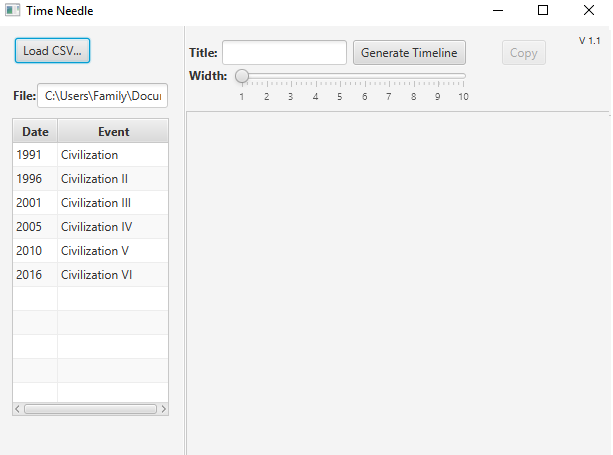 Time Needle
Load CSV...
File: C:\Users\Family\Docu
Date Event
1991 Civilization
1996 Civilization II
2001 Civilization III
2005 Civilization IV
2010 Civilization V
2016 Civilization VI
Title: Generate Timeline Copy V 1.1
Width:
1 2 3 4 5 6 7 8 9 10